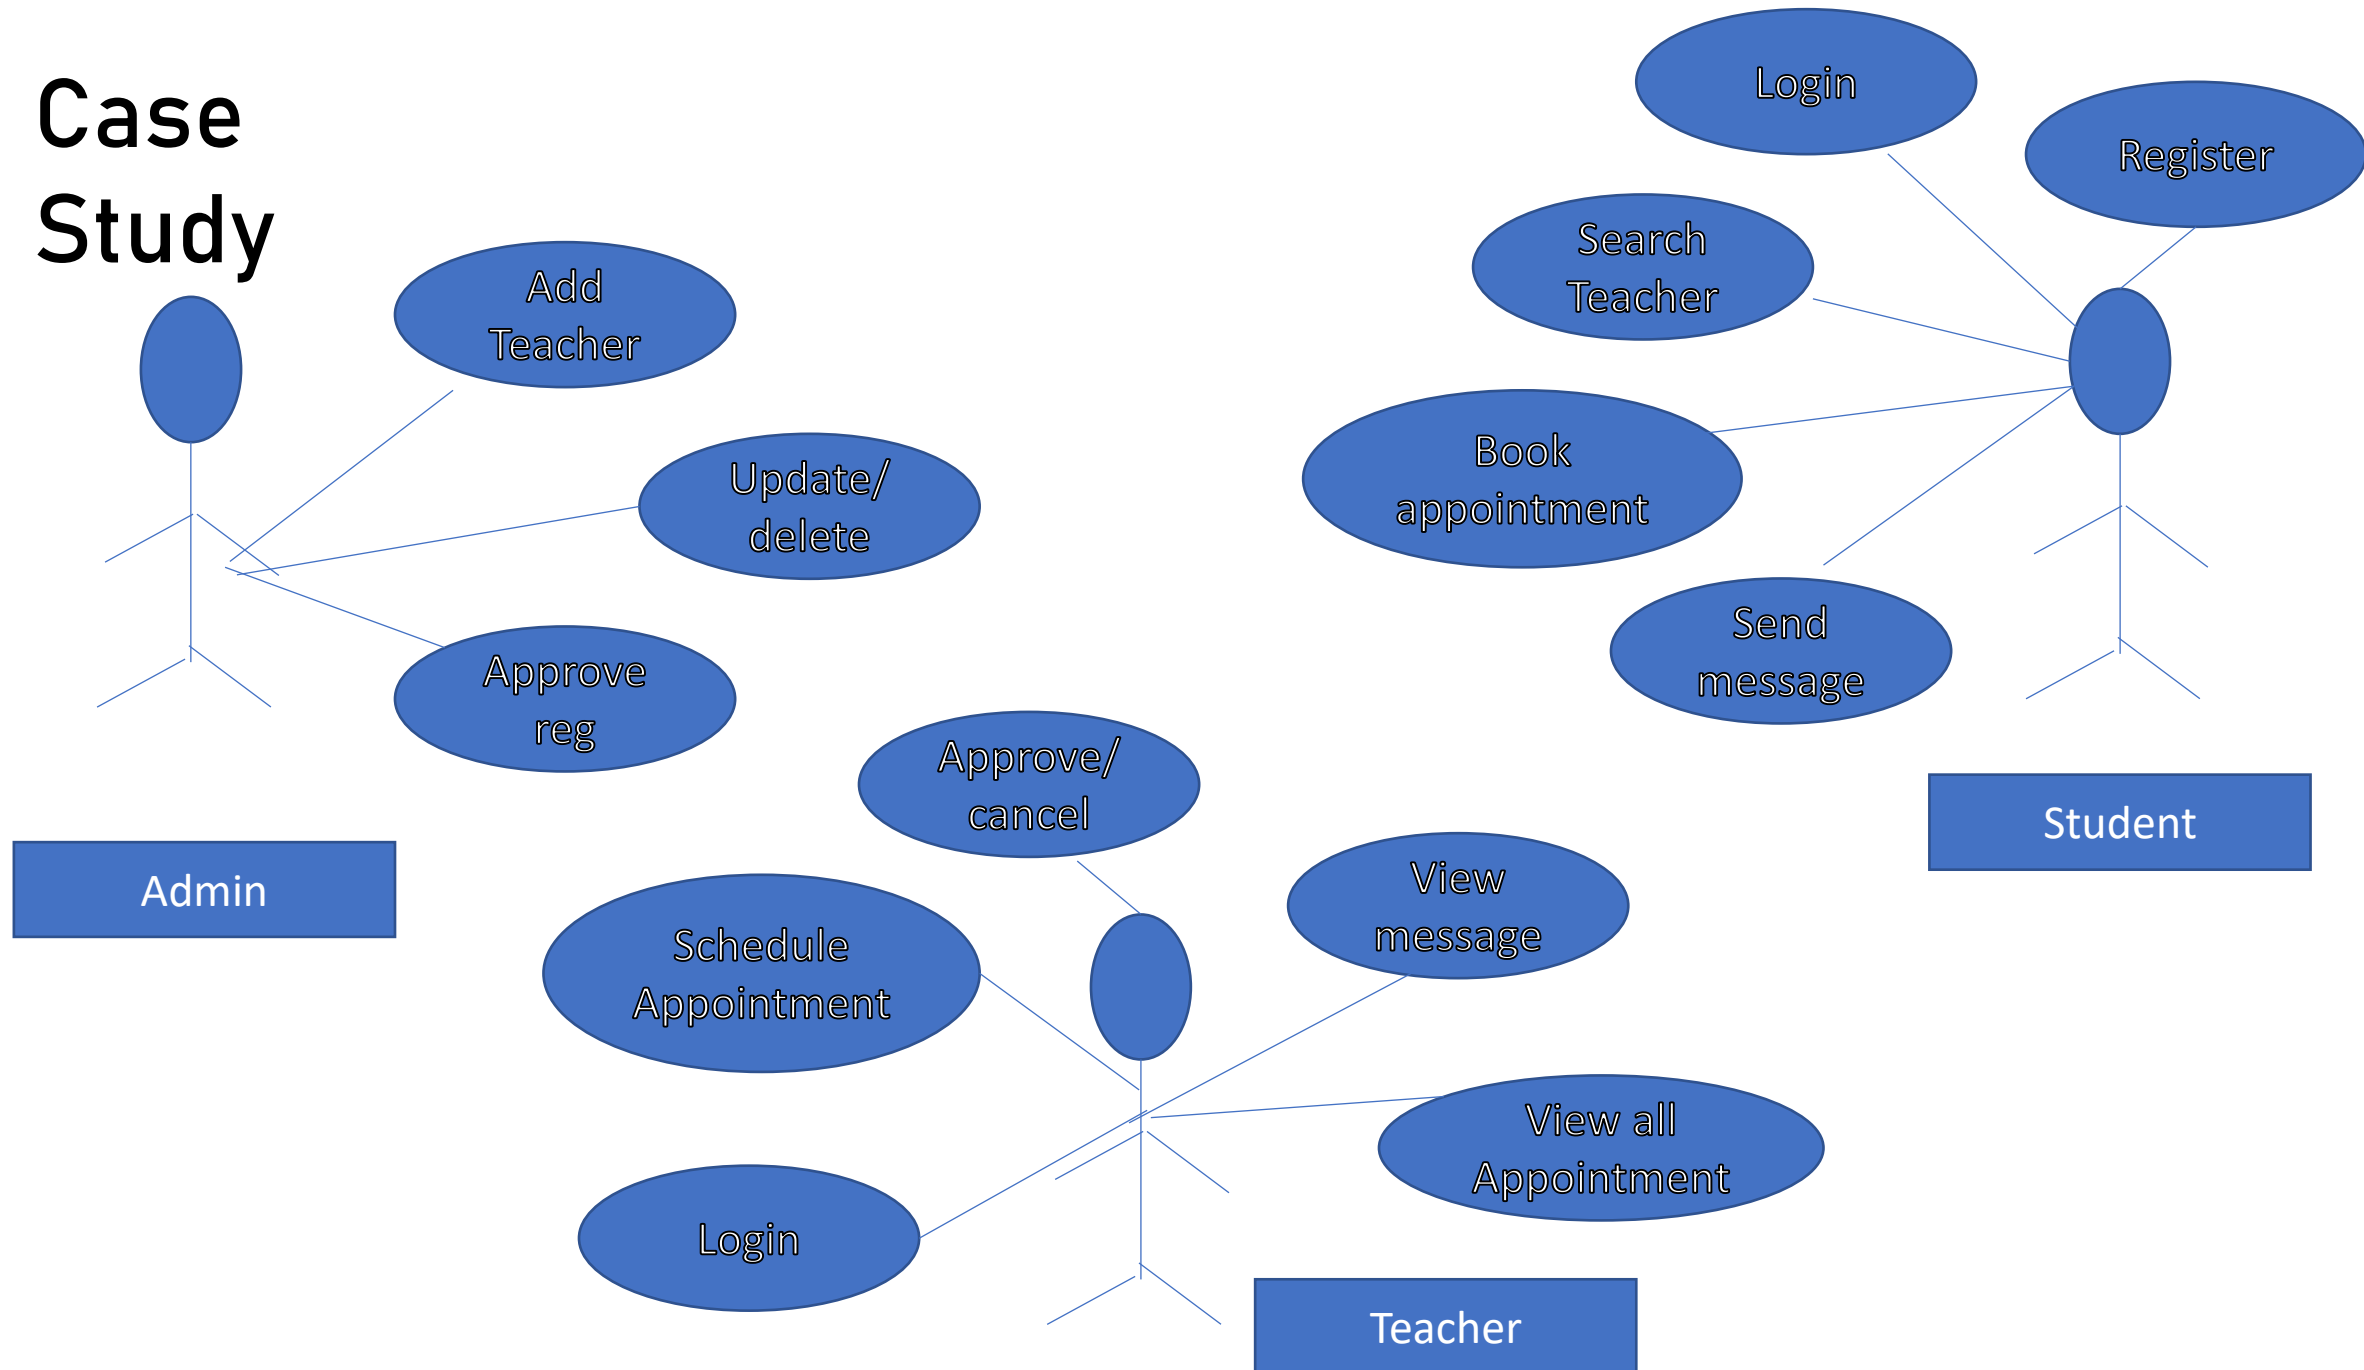 Case
Study
Add
Teacher
Update/
delete
Approve
reg
Admin
Login
Register
Search
Teacher
Book
appointment
Send
message
Student
Approve/
cancel
Schedule
Appointment
View
message
View all
Appointment
Login
Teacher